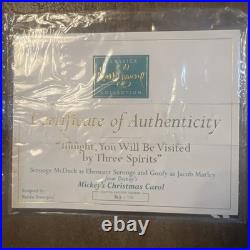 CLASSICS
Walt Disney
COLLECTION
Certificate of Authenticity
"Tonight, You Will Be Visited
by Three Spirits"
Scrooge McDuck as Ebenezer Scrooge and Goofy as Jacob Marley
from Disney's
Mickey's Christmas Carol